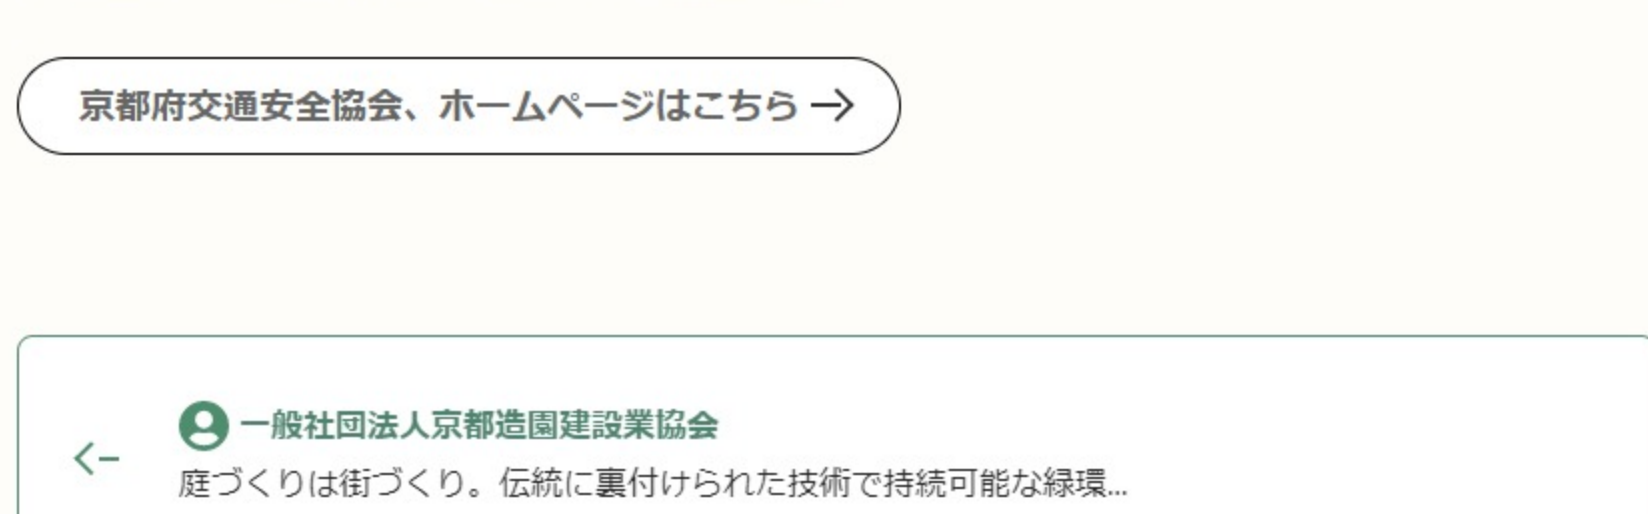 京都府交通安全協会、ホームページはこちら
一般社団法人京都造園建設業協会
庭づくりは街づくり。伝統に裏付けられた技術で持続可能な緑環...